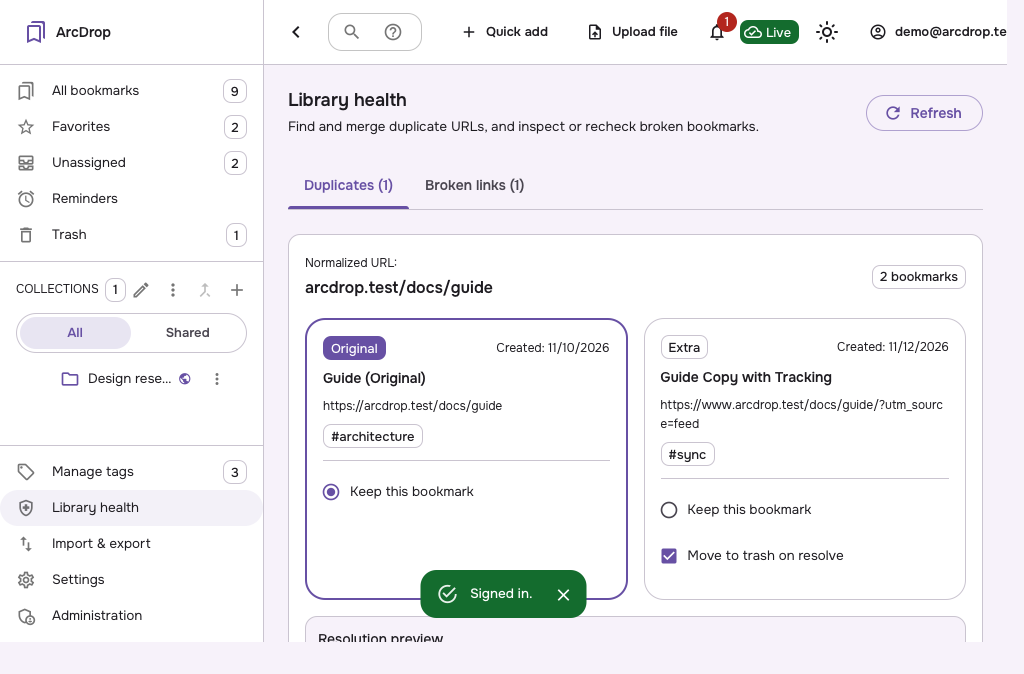 ArcDrop
Quick add
Upload file
1
Live
demo@arcdrop.te
All bookmarks 9
Favorites 2
Unassigned 2
Reminders
Trash 1
COLLECTIONS 1
All Shared
Design rese...
Manage tags 3
Library health
Import & export
Settings
Administration
Library health
Find and merge duplicate URLs, and inspect or recheck broken bookmarks.
Refresh
Duplicates (1) Broken links (1)
Normalized URL:
arcdrop.test/docs/guide
2 bookmarks
Original Created: 11/10/2026
Guide (Original)
https://arcdrop.test/docs/guide
#architecture
Keep this bookmark
Extra Created: 11/12/2026
Guide Copy with Tracking
https://www.arcdrop.test/docs/guide/?utm_sourc
e=feed
#sync
Keep this bookmark
Move to trash on resolve
Signed in.
Resolution preview